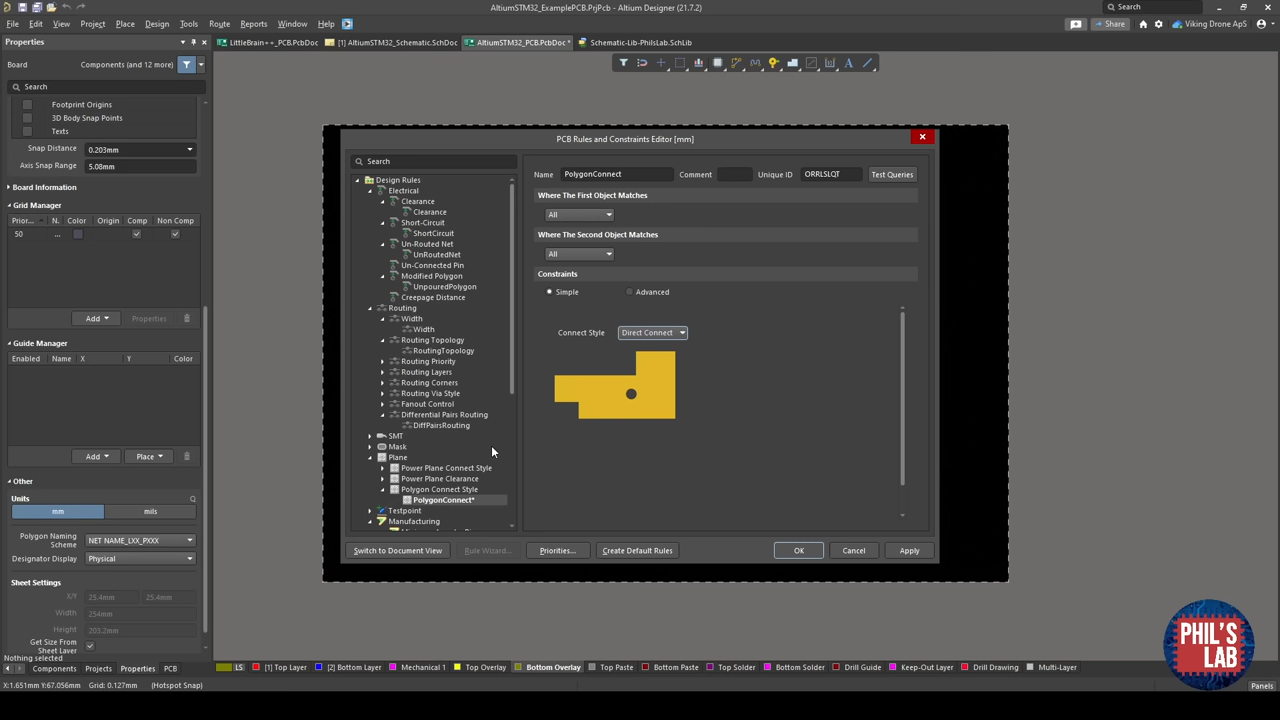 AltiumSTM32_ExamplePCB.PrjPcb - Altium Designer (21.7.2)
Search
File Edit View Project Place Design Tools Route Reports Window Help
Share
Viking Drone ApS
Properties
LittleBrain++_PCB.PcbDoc
[1] AltiumSTM32_Schematic.SchDoc
AltiumSTM32_PCB.PcbDoc *
Schematic-Lib-PhilsLab.SchLib
Board Components (and 12 more)
Search
Footprint Origins
3D Body Snap Points
Texts
Snap Distance 0.203mm
Axis Snap Range 5.08mm
Board Information
Grid Manager
Prior... N. Color Origin Comp Non Comp
50 ...
Add Properties
Guide Manager
Enabled Name X Y Color
Add Place
Other
Units
mm mils
Polygon Naming Scheme NET NAME_LXX_PXXX
Designator Display Physical
Sheet Settings
X/Y 25.4mm 25.4mm
Width 254mm
Height 203.2mm
Get Size From Sheet Layer
Nothing selected
Components Projects Properties PCB
X:1.651mm Y:67.056mm Grid: 0.127mm (Hotspot Snap)
PCB Rules and Constraints Editor [mm]
Search
Design Rules
Electrical
Clearance
Clearance
Short-Circuit
ShortCircuit
Un-Routed Net
UnRoutedNet
Un-Connected Pin
Modified Polygon
UnpouredPolygon
Creepage Distance
Routing
Width
Width
Routing Topology
RoutingTopology
Routing Priority
Routing Layers
Routing Corners
Routing Via Style
Fanout Control
Differential Pairs Routing
DiffPairsRouting
SMT
Mask
Plane
Power Plane Connect Style
Power Plane Clearance
Polygon Connect Style
PolygonConnect*
Testpoint
Manufacturing
Name PolygonConnect Comment Unique ID ORRLSLQT Test Queries
Where The First Object Matches
All
Where The Second Object Matches
All
Constraints
Simple Advanced
Connect Style Direct Connect
Switch to Document View Rule Wizard... Priorities... Create Default Rules OK Cancel Apply
LS [1] Top Layer [2] Bottom Layer Mechanical 1 Top Overlay Bottom Overlay Top Paste Bottom Paste Top Solder Bottom Solder Drill Guide Keep-Out Layer Drill Drawing Multi-Layer
Panels
PHIL'S
LAB